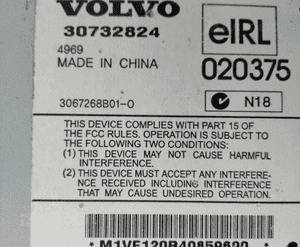 VOLVO
30732824
eIRL
4969
MADE IN CHINA
020375
3067268B01-O
N18
THIS DEVICE COMPLIES WITH PART 15 OF
THE FCC RULES. OPERATION IS SUBJECT TO
THE FOLLOWING TWO CONDITIONS:
(1) THIS DEVICE MAY NOT CAUSE HARMFUL
INTERFERENCE.
(2) THIS DEVICE MUST ACCEPT ANY INTERFERE-
NCE RECEIVED INCLUDING INTERFERENCE
THAT MAY CAUSE UNDESIRED OPERATION.
* M1VE120B40859600